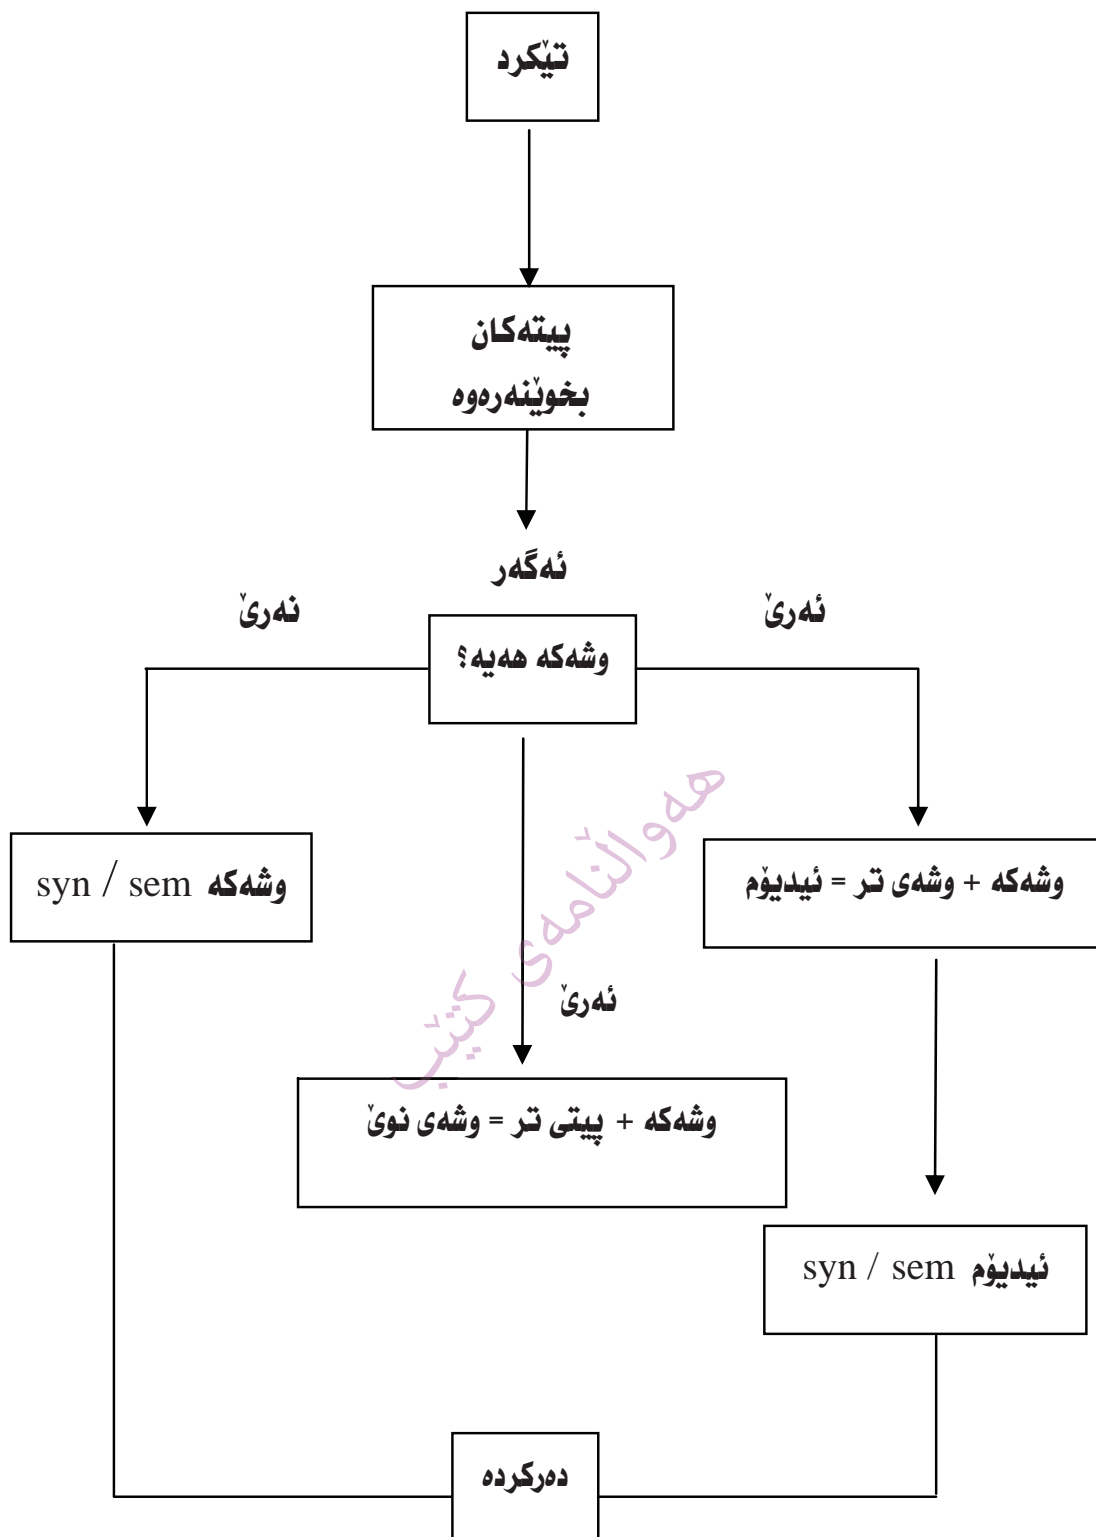 تێکرد
پیتەکان
بخوێنەرەوە
ئەگەر
ئەرێ
نەرێ
وشەکە هەیە؟
وشەکە + وشەی تر = ئیدیۆم
وشەکە syn / sem
هەواڵنامەی کتێب
ئەرێ
وشەکە + پیتی تر = وشەی نوێ
ئیدیۆم syn / sem
دەرکردە